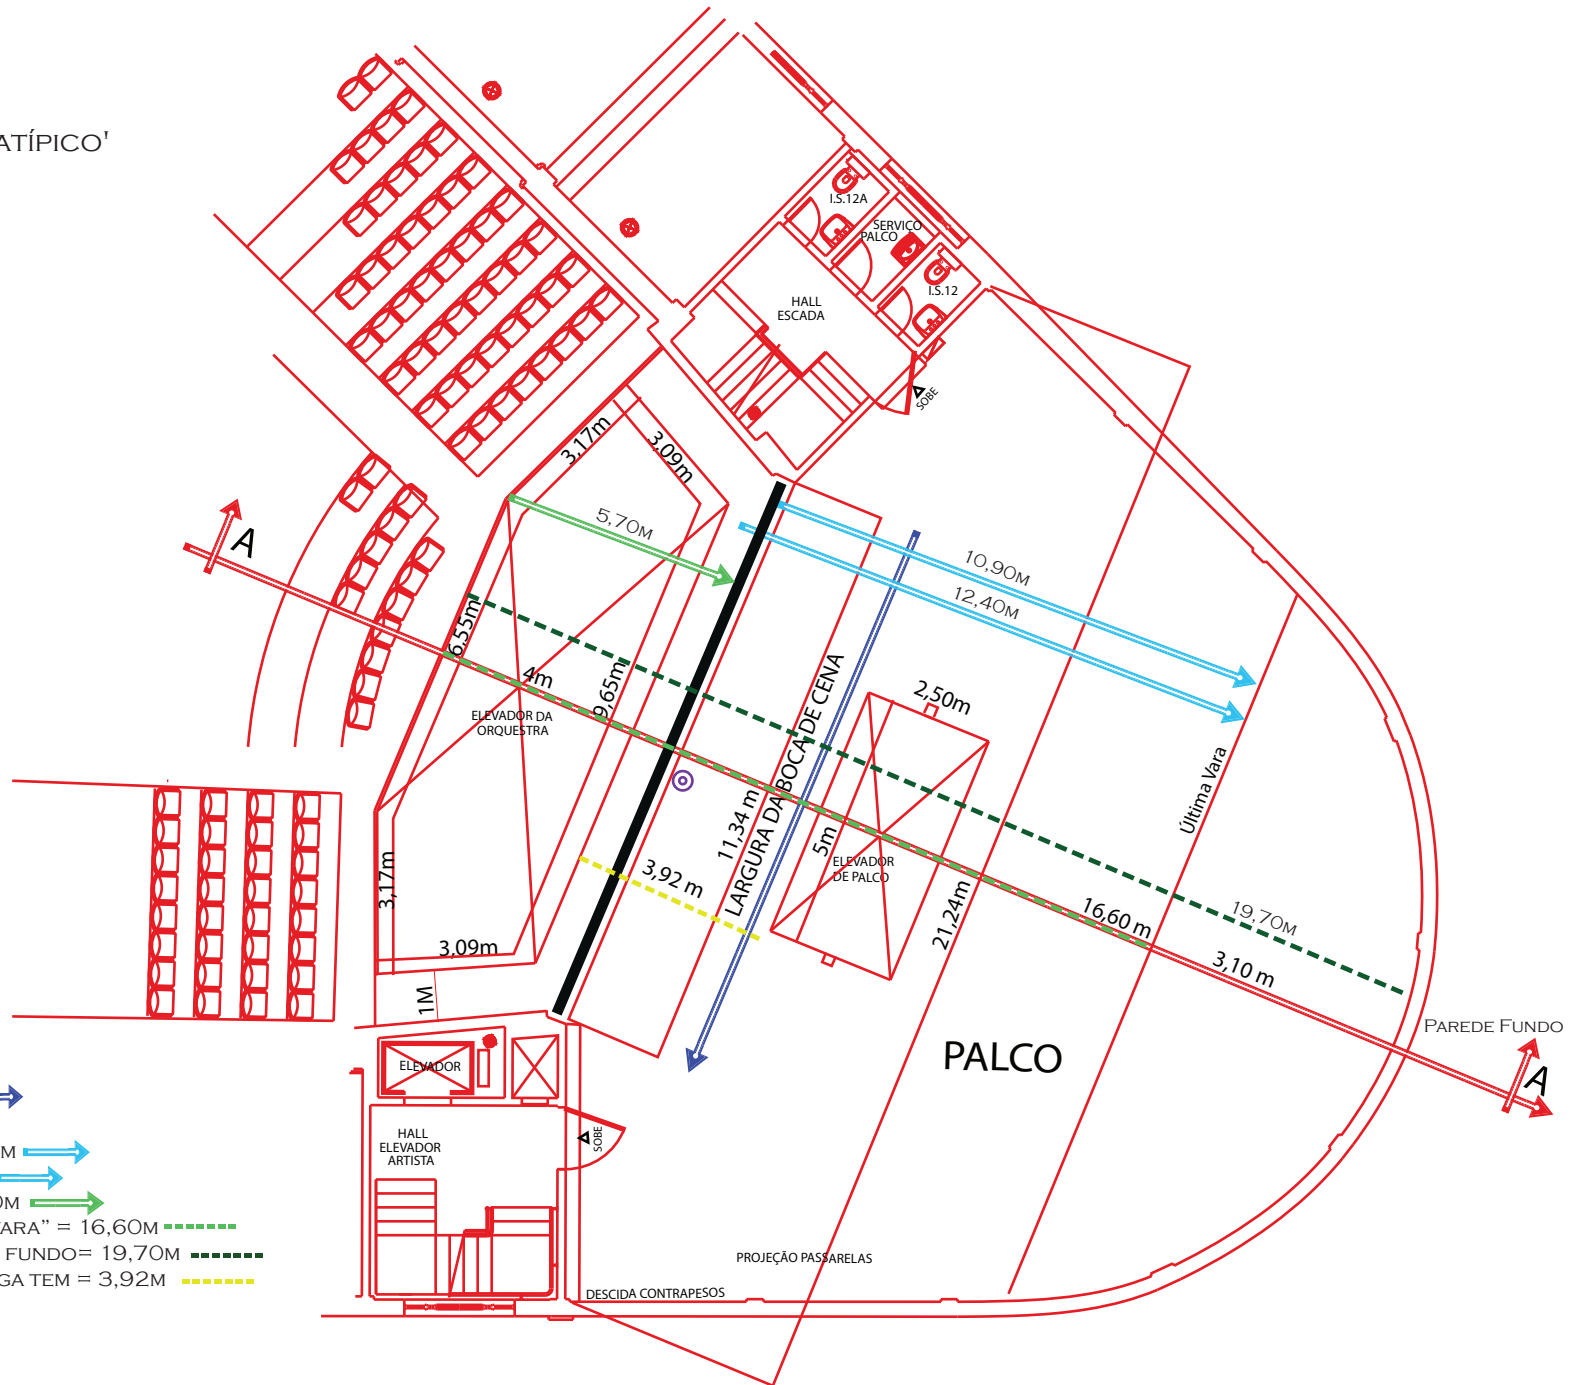 ATÍPICO'
I.S.12A
SERVIÇO
PALCO
I.S.12
HALL
ESCADA
SOBE
3,17m
3,09m
A
5,70M
10,90M
12,40M
6,55m
4m
9,65m
ELEVADOR DA
ORQUESTRA
2,50m
11,34 m
LARGURA DA BOCA DE CENA
5m
ELEVADOR
DE PALCO
Última Vara
3,92 m
3,17m
21,24m
16,60 m
19,70M
3,10 m
3,09m
1M
PAREDE FUNDO
A
PALCO
ELEVADOR
HALL
ELEVADOR
ARTISTA
SOBE
M
0M
VARA” = 16,60M
FUNDO= 19,70M
GA TEM = 3,92M
PROJEÇÃO PASSARELAS
DESCIDA CONTRAPESOS